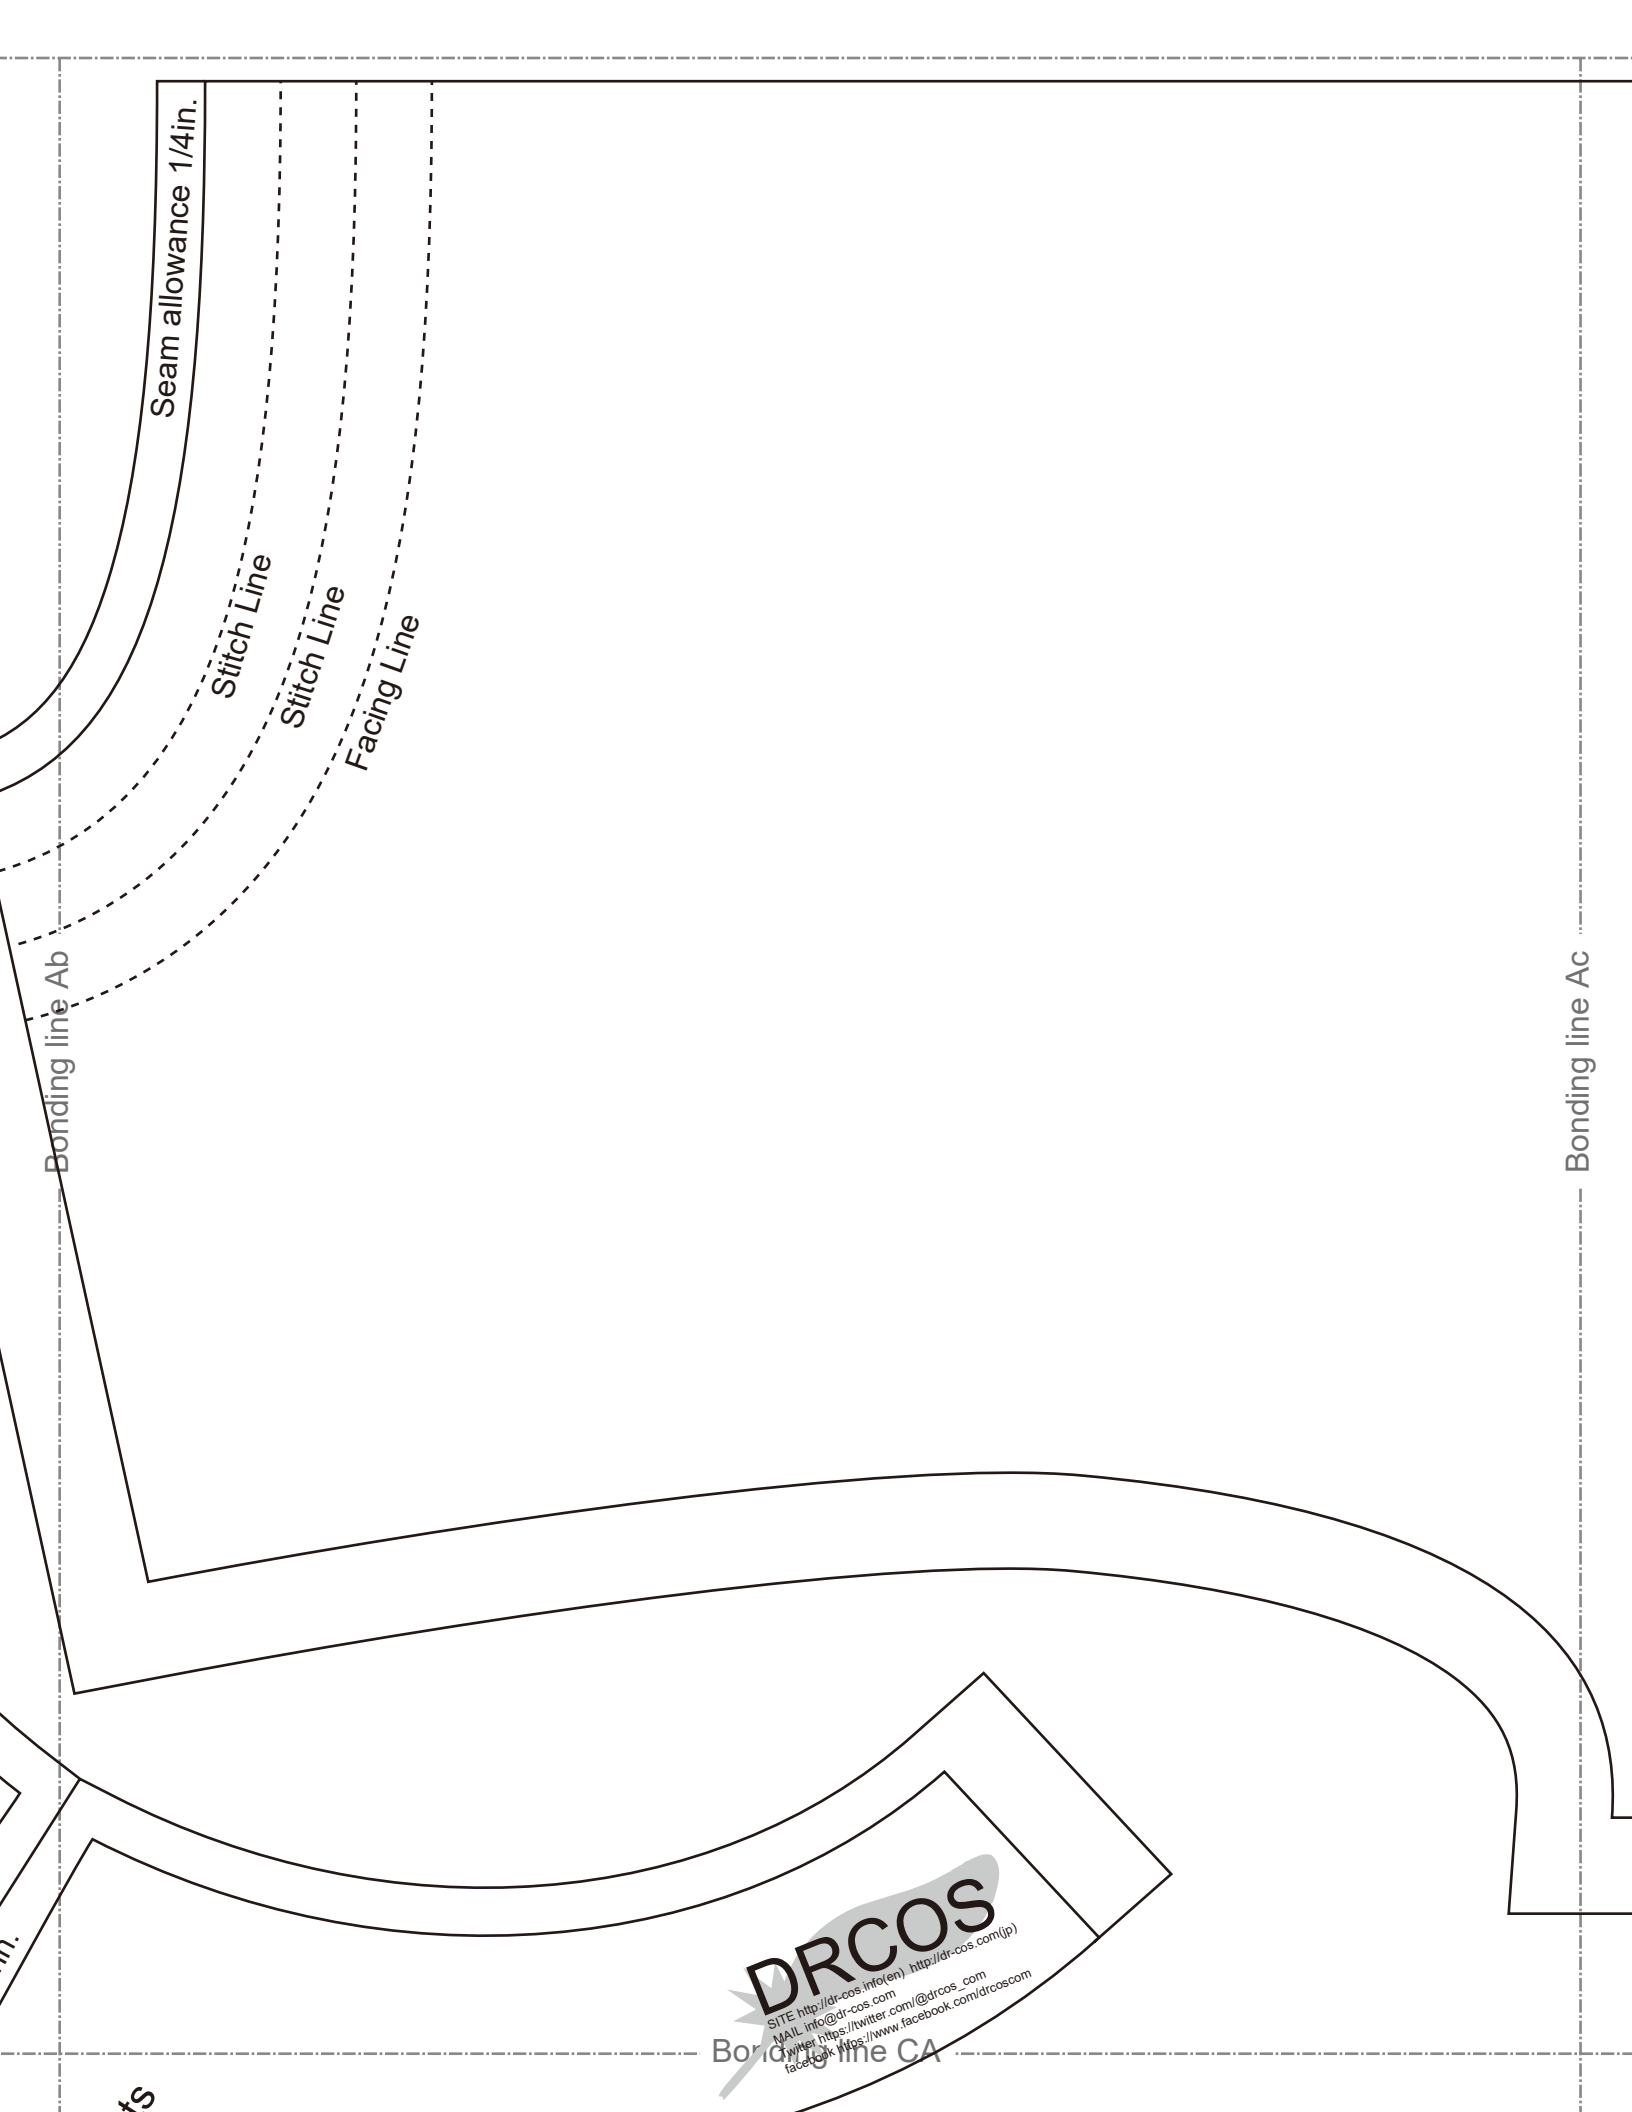 Seam allowance 1/4in.
Stitch Line
Stitch Line
Facing Line
Bonding line Ab
Bonding line Ac
in.
DRCOS
SITE http://dr-cos.info(en) http://dr-cos.com(jp)
MAIL info@dr-cos.com
Twitter https://twitter.com/@drcos_com
facebook https://www.facebook.com/drcoscom
Bonding line CA
ts